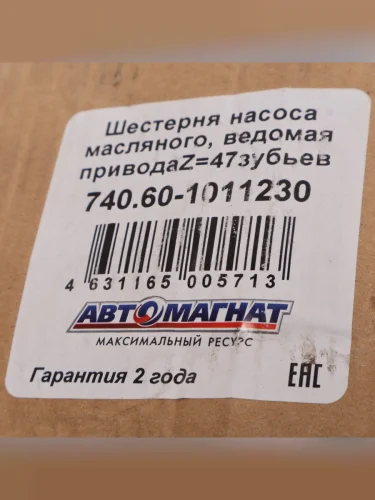 Шестерня насоса
масляного, ведомая
приводаZ=47зубьев
740.60-1011230
4 631165 005713
АВТОМАГНАТ
МАКСИМАЛЬНЫЙ РЕСУРС
Гарантия 2 года
EAC